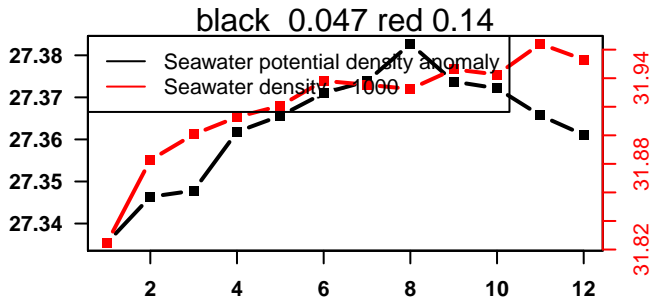 black 0.047 red 0.14
Seawater potential density anomaly
Seawater density - 1000
27.38
27.37
27.36
27.35
27.34
31.94
31.88
31.82
2 4 6 8 10 12